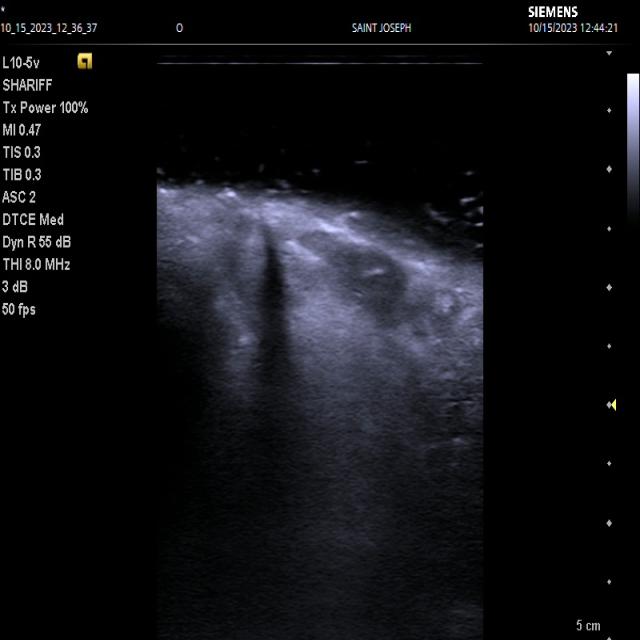 *
SIEMENS
10_15_2023_12_36_37 O SAINT JOSEPH 10/15/2023 12:44:21
L10-5v
SHARIFF
Tx Power 100%
MI 0.47
TIS 0.3
TIB 0.3
ASC 2
DTCE Med
Dyn R 55 dB
THI 8.0 MHz
3 dB
50 fps
5 cm